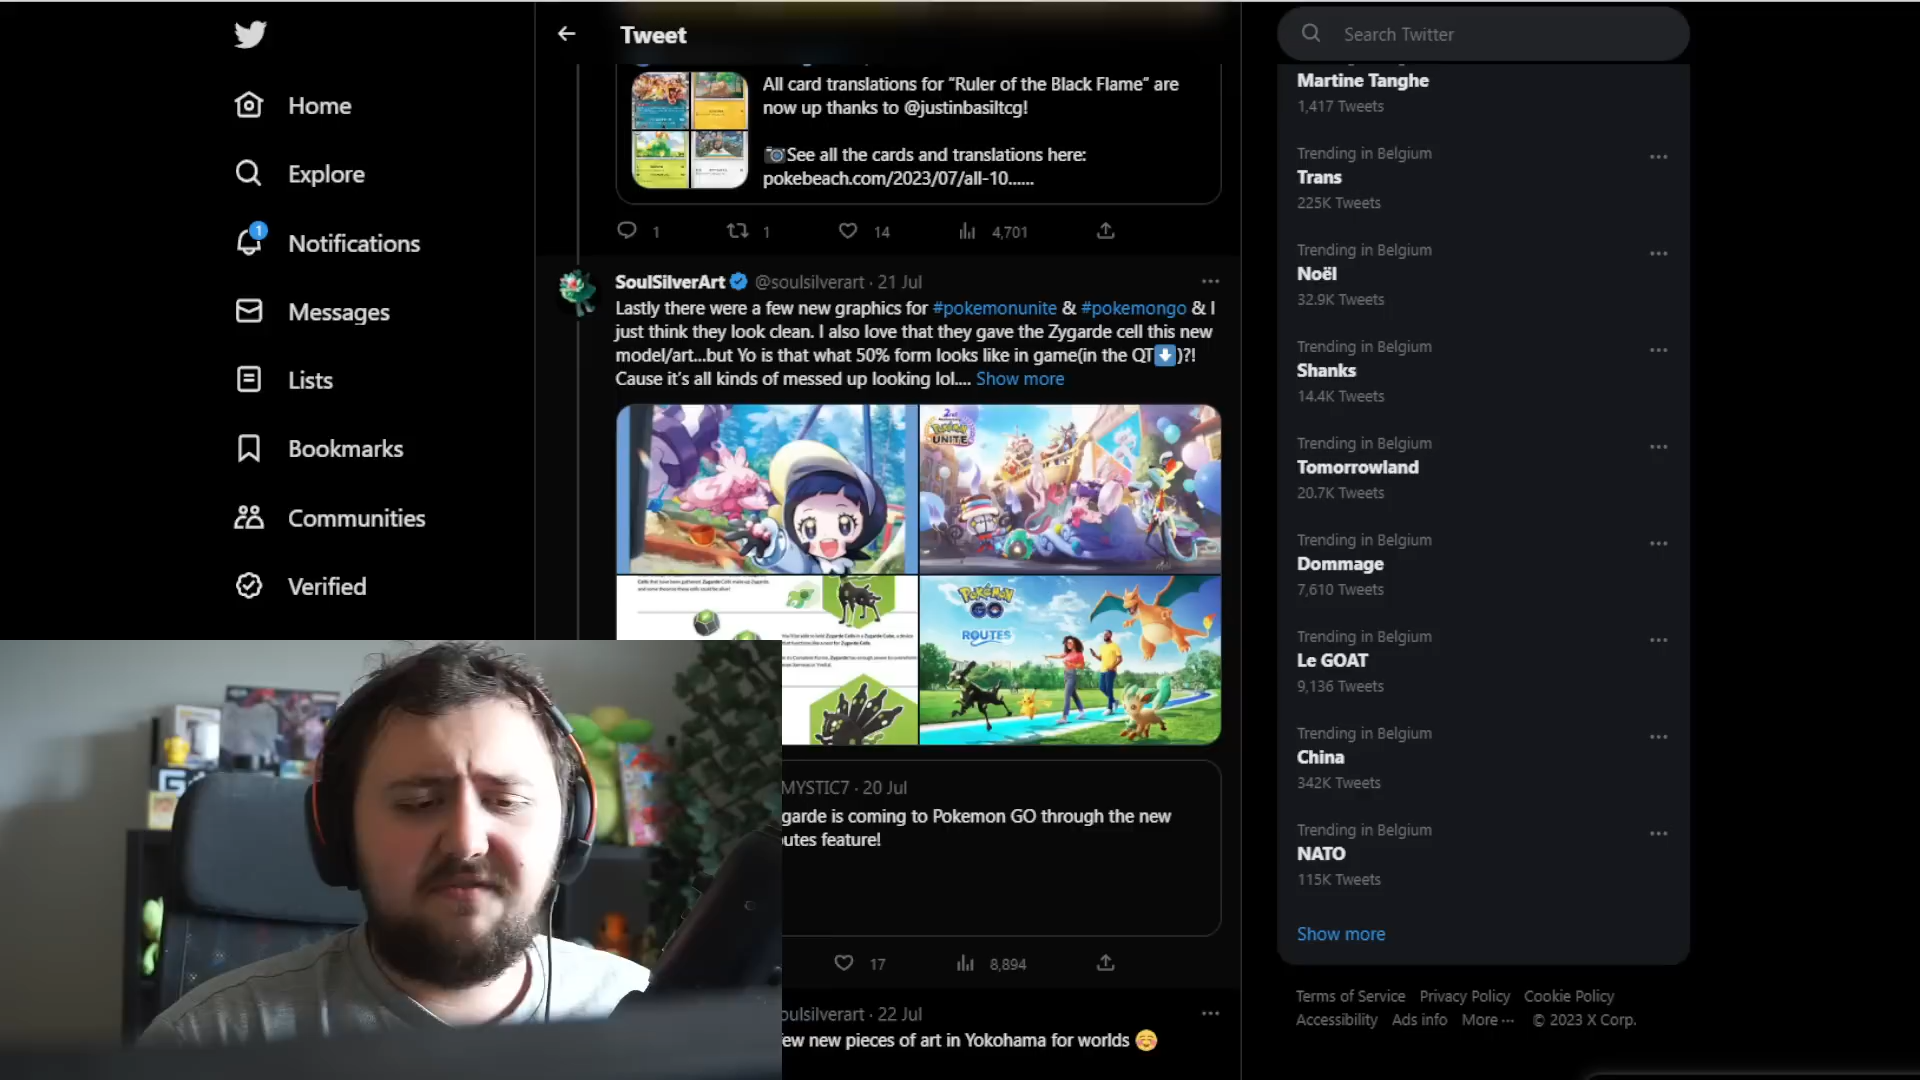 Home
Explore
1
Notifications
Messages
Lists
Bookmarks
Communities
Verified
Tweet
All card translations for “Ruler of the Black Flame” are
now up thanks to @justinbasiltcg!
See all the cards and translations here:
pokebeach.com/2023/07/all-10......
1
1
14
4,701
SoulSilverArt @soulsilverart · 21 Jul
Lastly there were a few new graphics for #pokemonunite & #pokemongo & I
just think they look clean. I also love that they gave the Zygarde cell this new
model/art...but Yo is that what 50% form looks like in game(in the QT⬇)?!
Cause it’s all kinds of messed up looking lol.... Show more
2nd
POKÉMON
UNITE
POKÉMON
GO
ROUTES
MYSTIC7 · 20 Jul
garde is coming to Pokemon GO through the new
utes feature!
17
8,894
oulsilverart · 22 Jul
ew new pieces of art in Yokohama for worlds ☺️
Search Twitter
Martine Tanghe
1,417 Tweets
Trending in Belgium
Trans
225K Tweets
Trending in Belgium
Noël
32.9K Tweets
Trending in Belgium
Shanks
14.4K Tweets
Trending in Belgium
Tomorrowland
20.7K Tweets
Trending in Belgium
Dommage
7,610 Tweets
Trending in Belgium
Le GOAT
9,136 Tweets
Trending in Belgium
China
342K Tweets
Trending in Belgium
NATO
115K Tweets
Show more
Terms of Service Privacy Policy Cookie Policy
Accessibility Ads info More ··· © 2023 X Corp.